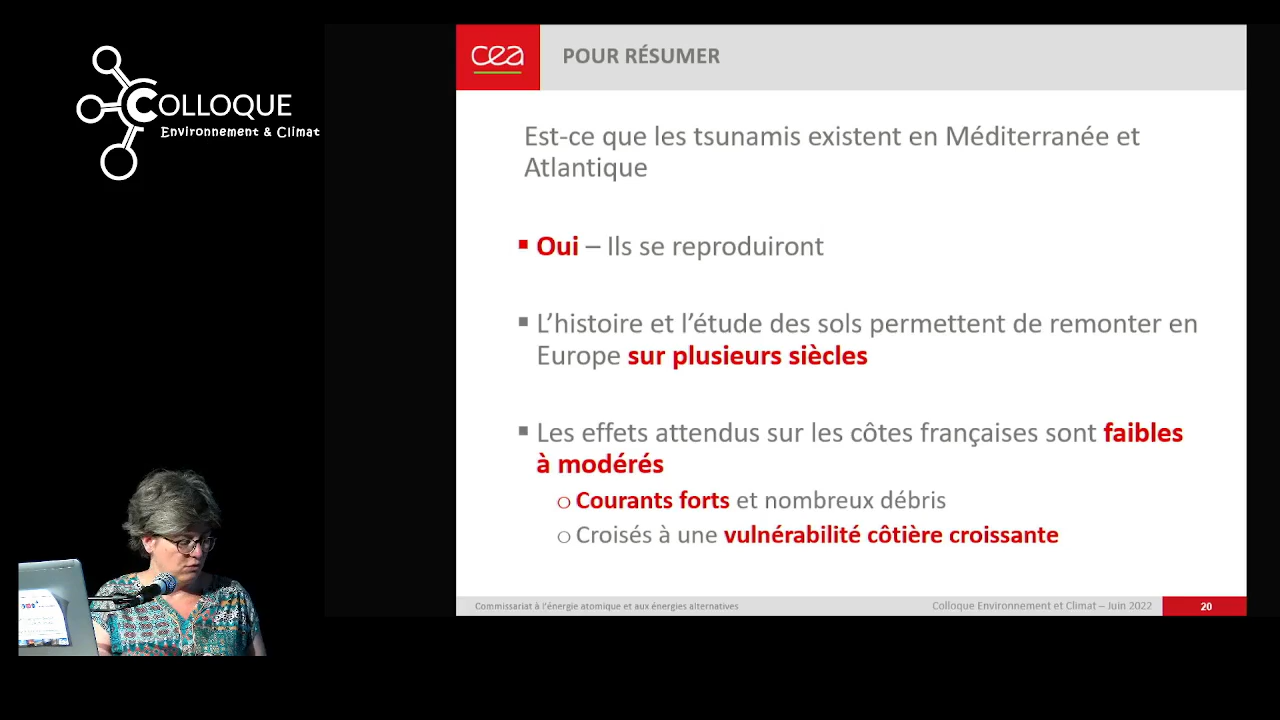 COLLOQUE
Environnement & Climat
cea
POUR RÉSUMER
Est-ce que les tsunamis existent en Méditerranée et
Atlantique
▪ Oui – Ils se reproduiront
▪ L’histoire et l’étude des sols permettent de remonter en
Europe sur plusieurs siècles
▪ Les effets attendus sur les côtes françaises sont faibles
à modérés
○ Courants forts et nombreux débris
○ Croisés à une vulnérabilité côtière croissante
Commissariat à l’énergie atomique et aux énergies alternatives
Colloque Environnement et Climat – Juin 2022
20